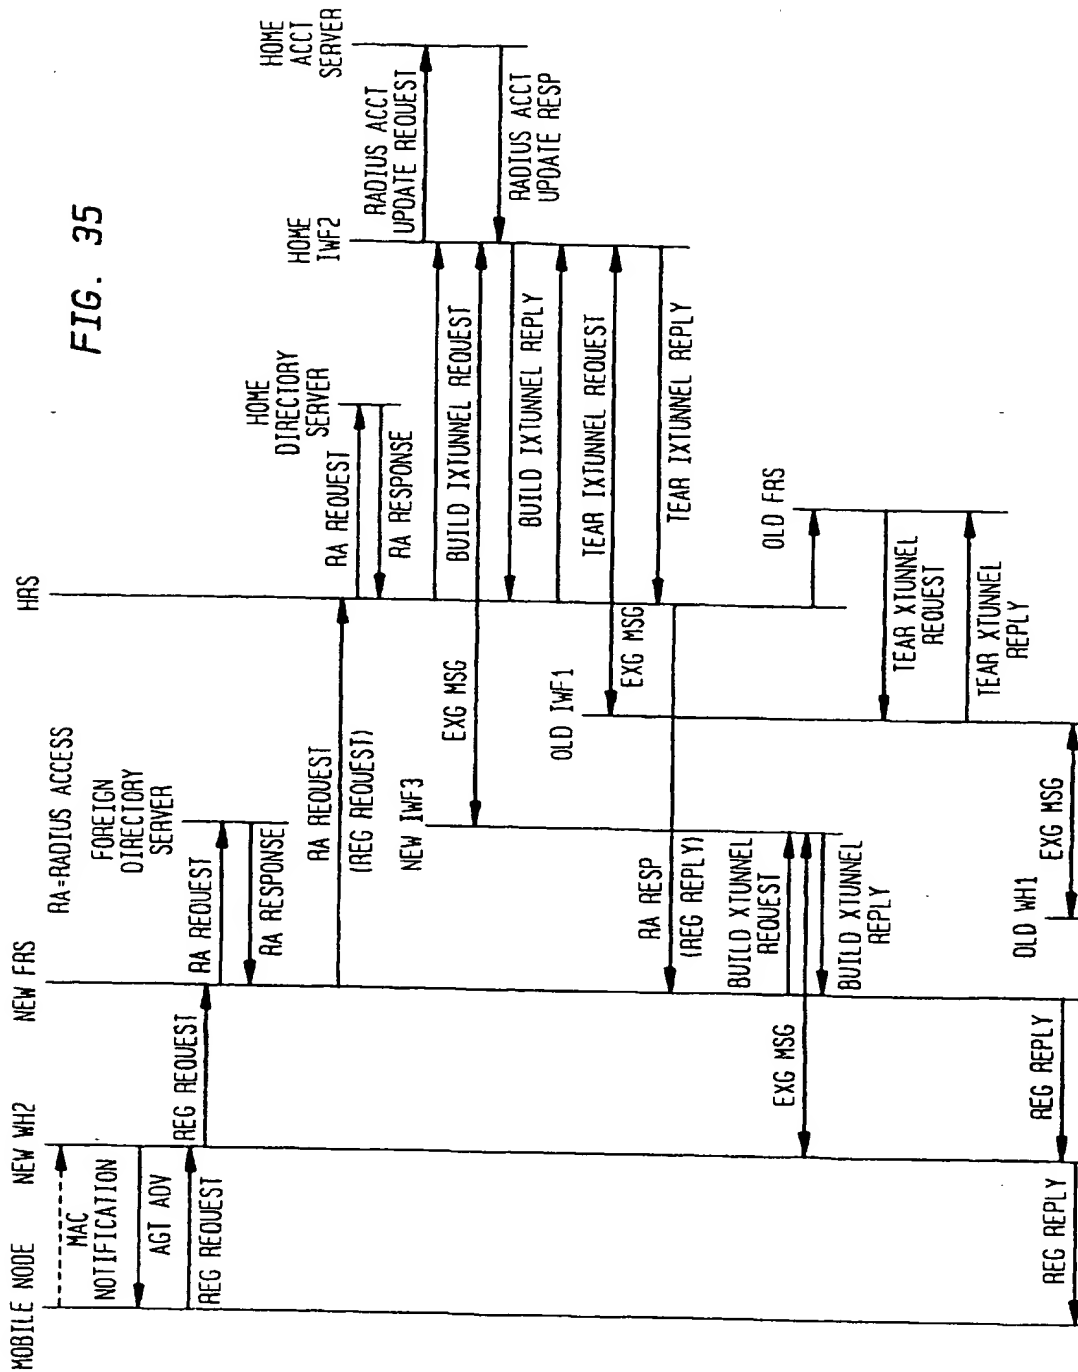 FIG. 35
MOBILE NODE
NEW WH2
NEW FRS
RA=RADIUS ACCESS
HRS
HOME
IWF2
HOME
ACCT
SERVER
FOREIGN
DIRECTORY
SERVER
HOME
DIRECTORY
SERVER
MAC
NOTIFICATION
AGT ADV
REG REQUEST
REG REQUEST
RA REQUEST
RA RESPONSE
RA REQUEST
(REG REQUEST)
RA REQUEST
RA RESPONSE
RADIUS ACCT
UPDATE REQUEST
BUILD IXTUNNEL REQUEST
NEW IWF3
EXG MSG
RADIUS ACCT
UPDATE RESP
BUILD IXTUNNEL REPLY
OLD IWF1
TEAR IXTUNNEL REQUEST
EXG MSG
TEAR IXTUNNEL REPLY
RA RESP
(REG REPLY)
BUILD XTUNNEL
REQUEST
EXG MSG
BUILD XTUNNEL
REPLY
OLD FRS
TEAR XTUNNEL
REQUEST
TEAR XTUNNEL
REPLY
OLD WH1
EXG MSG
REG REPLY
REG REPLY